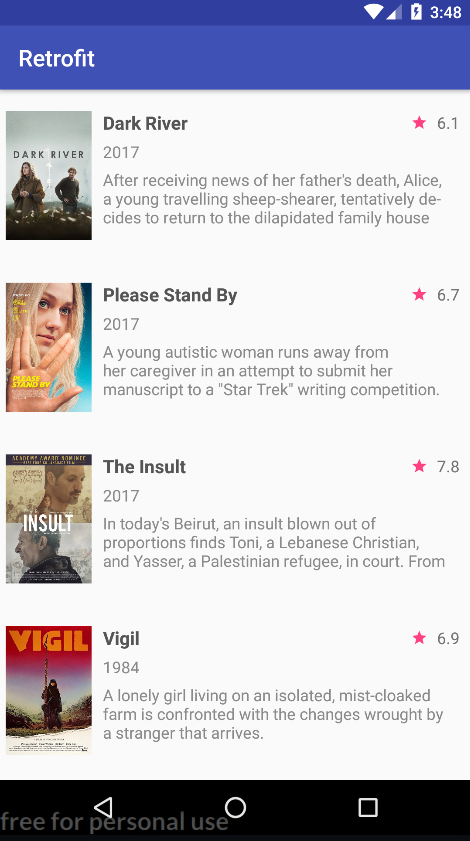 3:48
Retrofit
DARK RIVER
Dark River
6.1
2017
After receiving news of her father's death, Alice,
a young travelling sheep-shearer, tentatively de-
cides to return to the dilapidated family house
PLEASE
STAND BY
Please Stand By
6.7
2017
A young autistic woman runs away from
her caregiver in an attempt to submit her
manuscript to a "Star Trek" writing competition.
ACADEMY AWARD NOMINEE
INSULT
The Insult
7.8
2017
In today's Beirut, an insult blown out of
proportions finds Toni, a Lebanese Christian,
and Yasser, a Palestinian refugee, in court. From
VIGIL
Vigil
6.9
1984
A lonely girl living on an isolated, mist-cloaked
farm is confronted with the changes wrought by
a stranger that arrives.
free for personal use